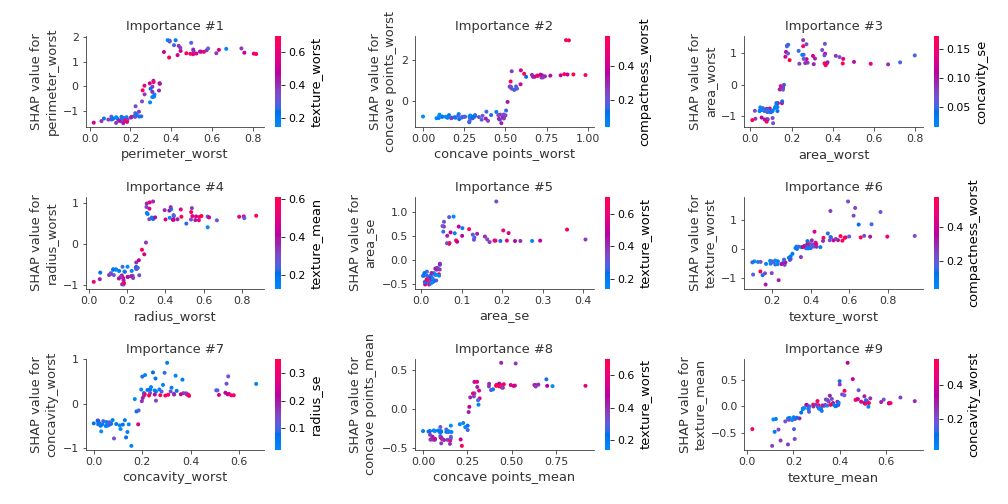 Importance #1
SHAP value for
perimeter_worst
2
1
0
−1
0.0 0.2 0.4 0.6 0.8
perimeter_worst
0.6
0.4
0.2
texture_worst
Importance #2
SHAP value for
concave points_worst
2
0
0.00 0.25 0.50 0.75 1.00
concave points_worst
0.4
0.2
compactness_worst
Importance #3
SHAP value for
area_worst
1
0
−1
0.0 0.2 0.4 0.6 0.8
area_worst
0.15
0.10
0.05
concavity_se
Importance #4
SHAP value for
radius_worst
1
0
−1
0.0 0.2 0.4 0.6 0.8
radius_worst
0.6
0.4
0.2
texture_mean
Importance #5
SHAP value for
area_se
1.0
0.5
0.0
−0.5
0.0 0.1 0.2 0.3 0.4
area_se
0.6
0.4
0.2
texture_worst
Importance #6
SHAP value for
texture_worst
1
0
−1
0.2 0.4 0.6 0.8
texture_worst
0.4
0.2
compactness_worst
Importance #7
SHAP value for
concavity_worst
1
0
−1
0.0 0.2 0.4 0.6
concavity_worst
0.3
0.2
0.1
radius_se
Importance #8
SHAP value for
concave points_mean
0.5
0.0
−0.5
0.00 0.25 0.50 0.75
concave points_mean
0.6
0.4
0.2
texture_worst
Importance #9
SHAP value for
texture_mean
0.5
0.0
−0.5
0.0 0.2 0.4 0.6
texture_mean
0.4
0.2
concavity_worst